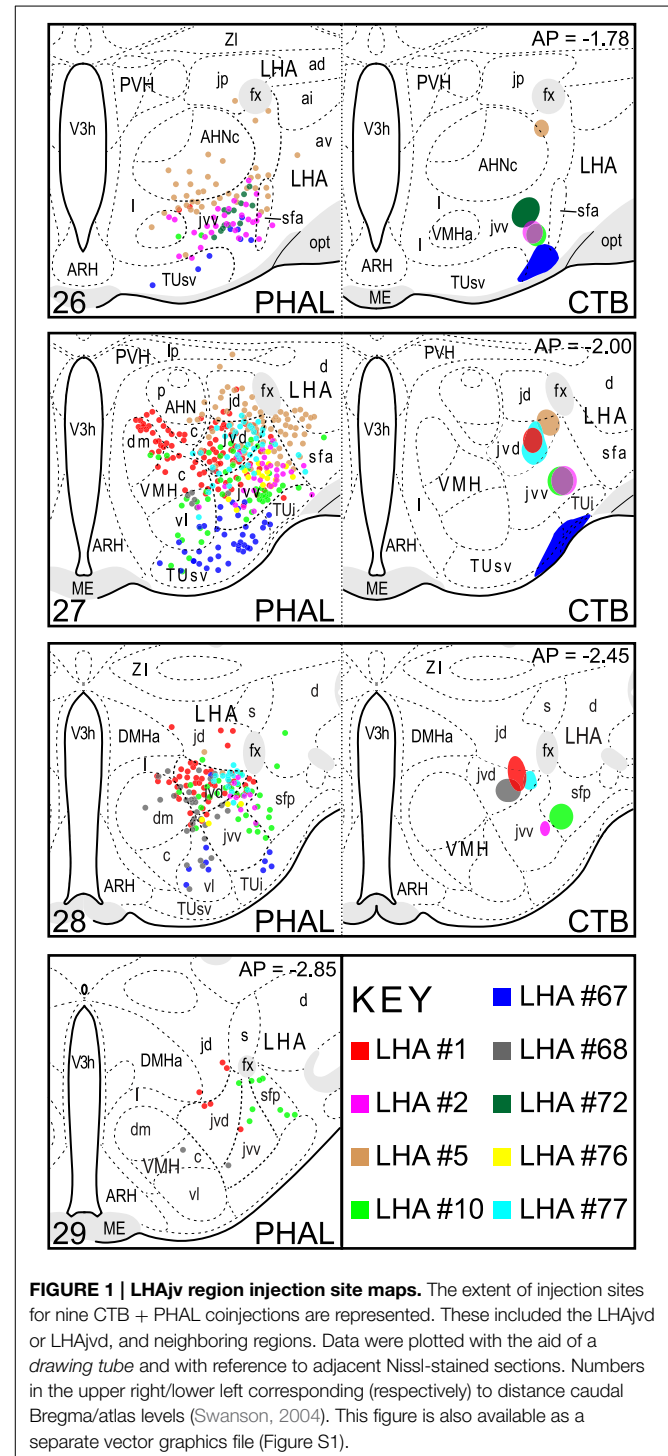 ZI
AP = -1.78
PVH
jp
LHA
ad
fx
ai
V3h
av
AHNc
LHA
l
jvv
sfa
l
opt
ARH
TUsv
ME
26
PHAL
jp
fx
V3h
AHNc
LHA
l
VMHa
jvv
sfa
l
ARH
TUsv
ME
CTB
PVH
lp
AP = -2.00
d
p
AHN
jd
fx
LHA
V3h
dm
c
jvd
sfa
c
VMH
jvv
vl
TUi
ARH
TUsv
ME
27
PHAL
PVH
d
jd
fx
LHA
V3h
jvd
sfa
VMH
jvv
l
TUi
ARH
TUsv
ME
CTB
ZI
AP = -2.45
d
LHA
s
V3h
DMHa
jd
fx
l
jvd
sfp
dm
jvv
c
ARH
vl
TUi
TUsv
28
PHAL
ZI
s
d
V3h
DMHa
jd
fx
LHA
jvd
sfp
jvv
VMH
ARH
CTB
AP = -2.85
d
s
jd
LHA
V3h
DMHa
fx
l
sfp
dm
jvd
jvv
VMH
c
ARH
vl
ME
29
PHAL
KEY
LHA #67
LHA #1
LHA #68
LHA #2
LHA #72
LHA #5
LHA #76
LHA #10
LHA #77
FIGURE 1 | LHAjv region injection site maps. The extent of injection sites
for nine CTB + PHAL coinjections are represented. These included the LHAjvd
or LHAjvd, and neighboring regions. Data were plotted with the aid of a
drawing tube and with reference to adjacent Nissl-stained sections. Numbers
in the upper right/lower left corresponding (respectively) to distance caudal
Bregma/atlas levels (Swanson, 2004). This figure is also available as a
separate vector graphics file (Figure S1).